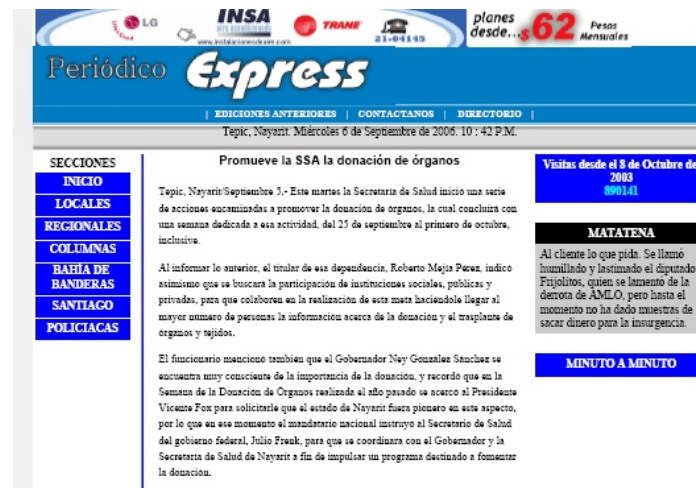 LG
INSA
www.instalacionesdeaire.com
TRANE
21-04145
planes
desde...$62 Pesos
Mensuales
Periódico Express
| EDICIONES ANTERIORES | CONTACTANOS | DIRECTORIO |
Tepic, Nayarit. Miércoles 6 de Septiembre de 2006. 10 : 42 P.M.
SECCIONES
INICIO
LOCALES
REGIONALES
COLUMNAS
BAHÍA DE
BANDERAS
SANTIAGO
POLICIACAS
Promueve la SSA la donación de órganos
Tepic, Nayarit/Septiembre 5.- Este martes la Secretaría de Salud inició una serie
de acciones encaminadas a promover la donación de órganos, la cual concluirá con
una semana dedicada a esa actividad, del 25 de septiembre al primero de octubre,
inclusive.
Al informar lo anterior, el titular de esa dependencia, Roberto Mejía Pérez, indicó
asimismo que se buscará la participación de instituciones sociales, públicas y
privadas, para que colaboren en la realización de esta meta haciéndole llegar al
mayor número de personas la información acerca de la donación y el trasplante de
órganos y tejidos.
El funcionario mencionó también que el Gobernador Ney González Sánchez se
encuentra muy consciente de la importancia de la donación, y recordó que en la
Semana de la Donación de Órganos realizada el año pasado se acercó al Presidente
Vicente Fox para solicitarle que el estado de Nayarit fuera pionero en este aspecto,
por lo que en ese momento el mandatario nacional instruyó al Secretario de Salud
del gobierno federal, Julio Frenk, para que se coordinara con el Gobernador y la
Secretaría de Salud de Nayarit a fin de impulsar un programa destinado a fomentar
la donación.
Visitas desde el 8 de Octubre de
2003
890141
MATATENA
Al cliente lo que pida. Se llamó
humillado y lastimado el diputado
Frijolitos, quien se lamentó de la
derrota de AMLO, pero hasta el
momento no ha dado muestras de
sacar dinero para la insurgencia.
MINUTO A MINUTO